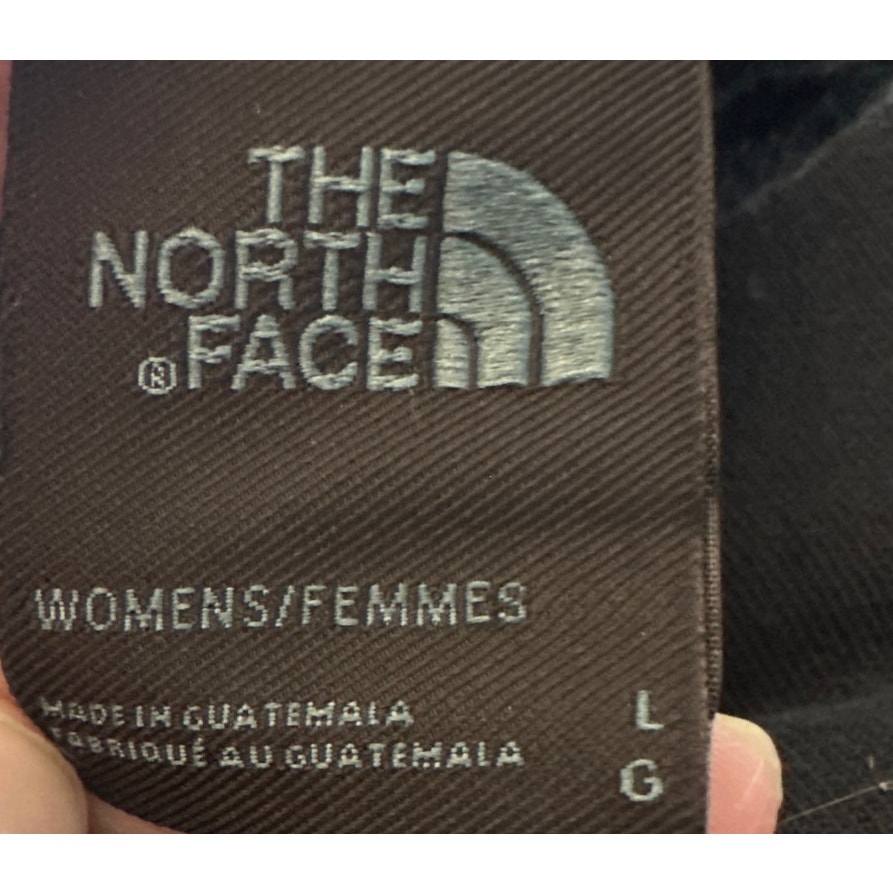 THE
NORTH
®FACE
WOMENS/FEMMES
MADE IN GUATEMALA L
FABRIQUÉ AU GUATEMALA G